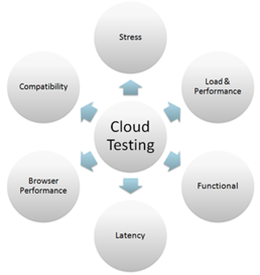 Stress
Compatibility
Load &
Performance
Cloud
Testing
Browser
Performance
Functional
Latency